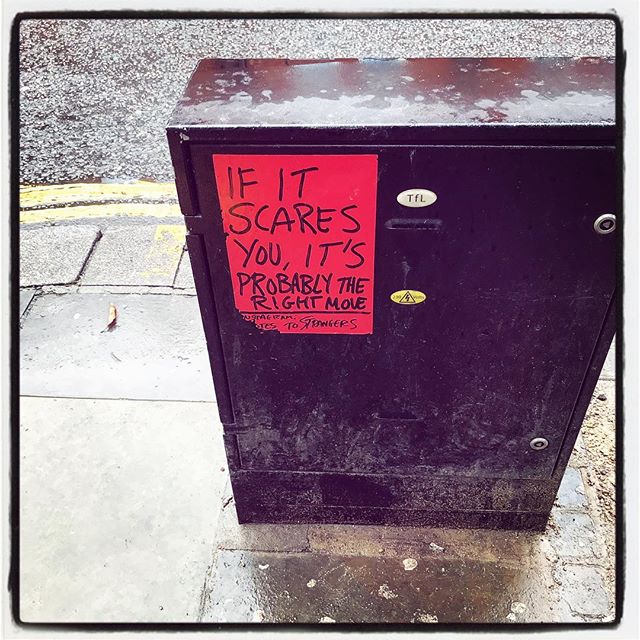 IF IT
SCARES
YOU, IT'S
PROBABLY THE
RIGHT MOVE
TO STRANGERS
TfL